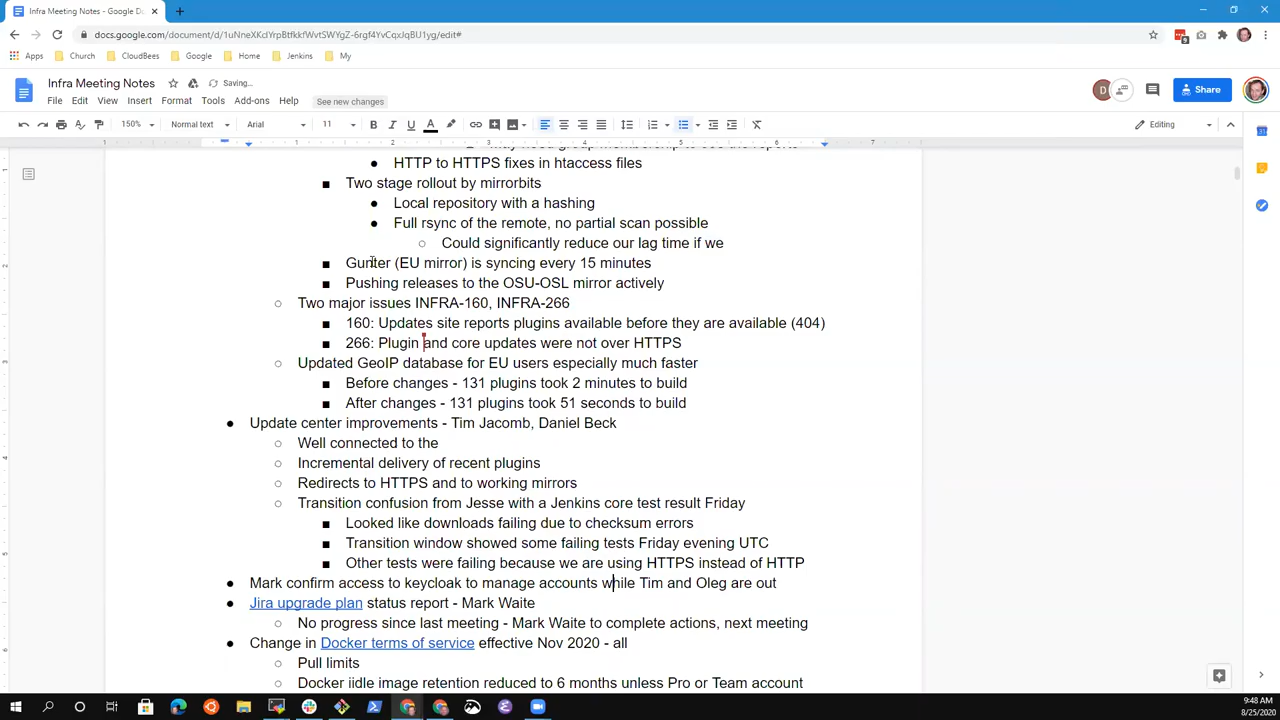 Infra Meeting Notes - Google D
docs.google.com/document/d/1uNneXKdYrpBtfkkfWvtSWYgZ-6rgf4YvCqxJqBU1yg/edit#
Apps Church CloudBees Google Home Jenkins My
Infra Meeting Notes Saving...
File Edit View Insert Format Tools Add-ons Help See new changes
D
Share
150% Normal text Arial 11 Editing
HTTP to HTTPS fixes in htaccess files
Two stage rollout by mirrorbits
Local repository with a hashing
Full rsync of the remote, no partial scan possible
Could significantly reduce our lag time if we
Gunter (EU mirror) is syncing every 15 minutes
Pushing releases to the OSU-OSL mirror actively
Two major issues INFRA-160, INFRA-266
160: Updates site reports plugins available before they are available (404)
266: Plugin and core updates were not over HTTPS
Updated GeoIP database for EU users especially much faster
Before changes - 131 plugins took 2 minutes to build
After changes - 131 plugins took 51 seconds to build
Update center improvements - Tim Jacomb, Daniel Beck
Well connected to the
Incremental delivery of recent plugins
Redirects to HTTPS and to working mirrors
Transition confusion from Jesse with a Jenkins core test result Friday
Looked like downloads failing due to checksum errors
Transition window showed some failing tests Friday evening UTC
Other tests were failing because we are using HTTPS instead of HTTP
Mark confirm access to keycloak to manage accounts while Tim and Oleg are out
Jira upgrade plan status report - Mark Waite
No progress since last meeting - Mark Waite to complete actions, next meeting
Change in Docker terms of service effective Nov 2020 - all
Pull limits
Docker iidle image retention reduced to 6 months unless Pro or Team account
9:48 AM
8/25/2020